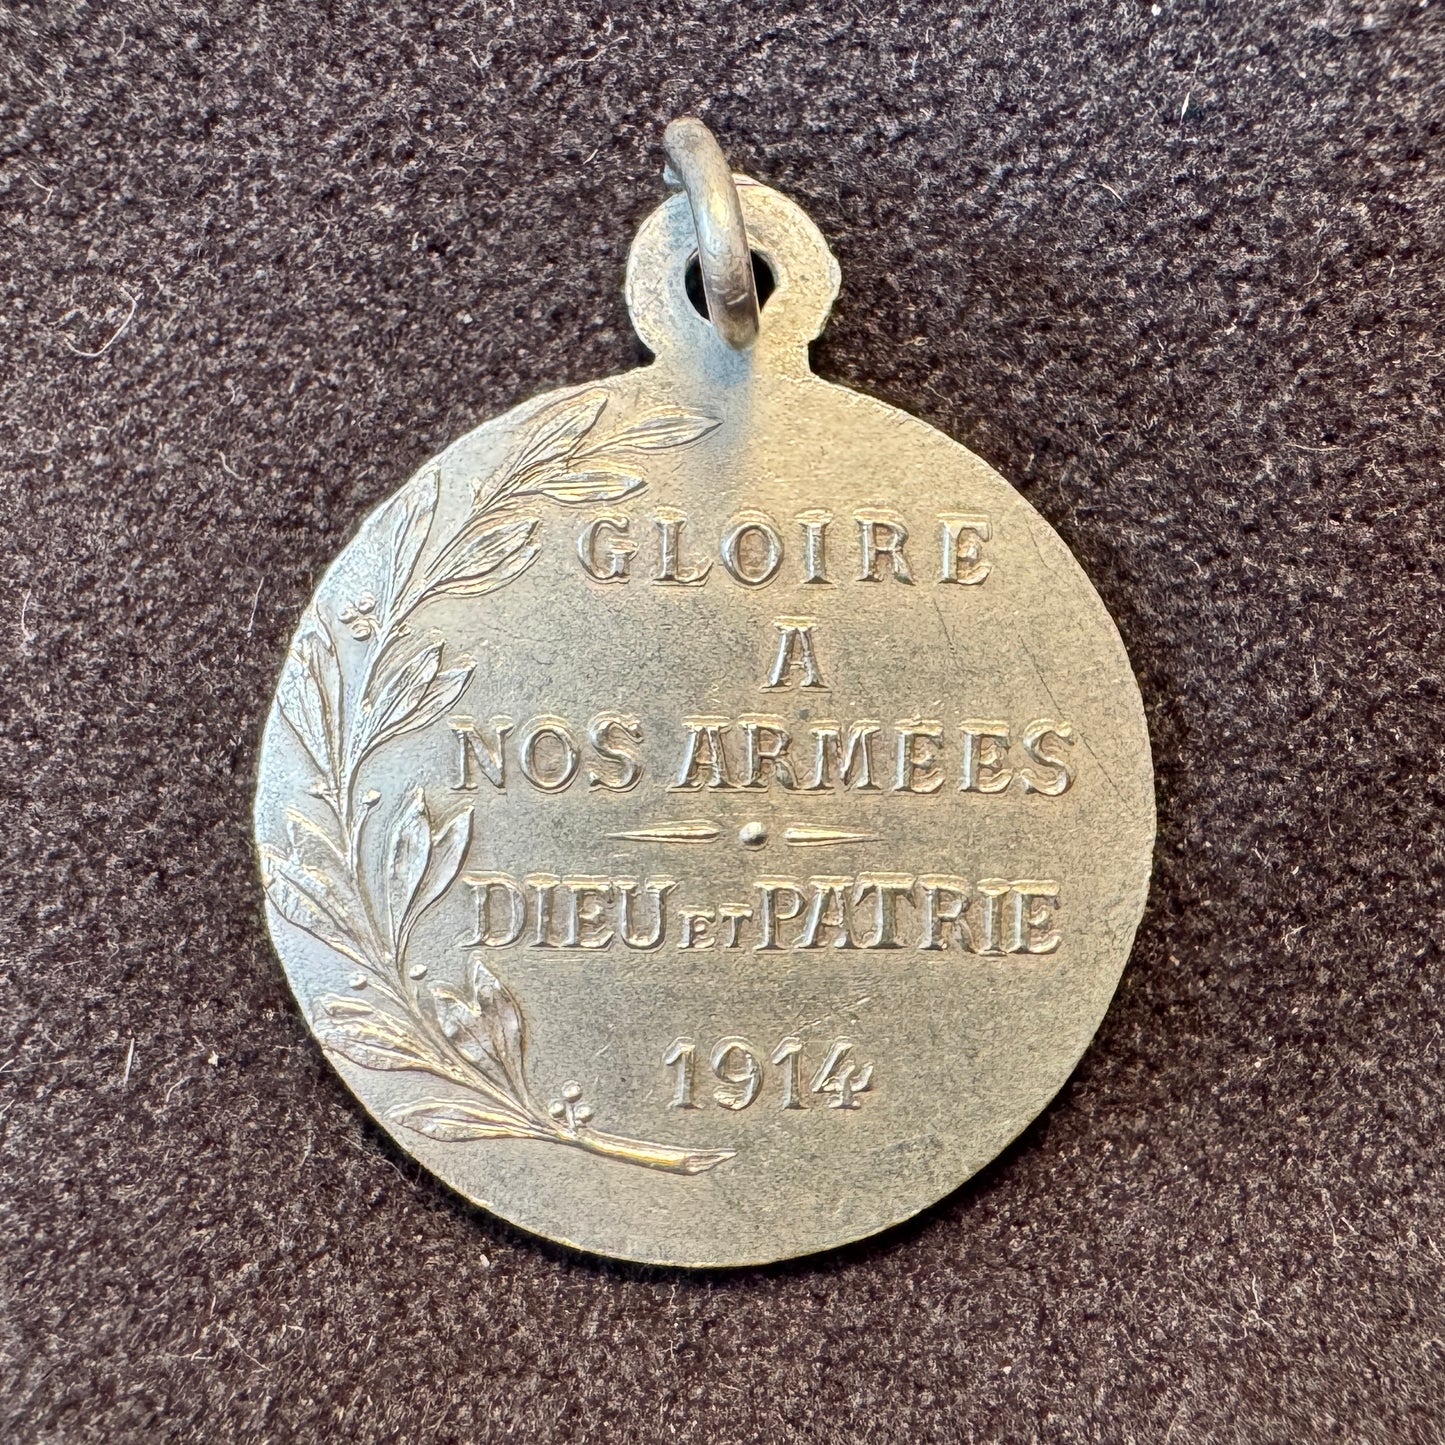 GLOIRE
A
NOS ARMÉES
DIEU ET PATRIE
1914